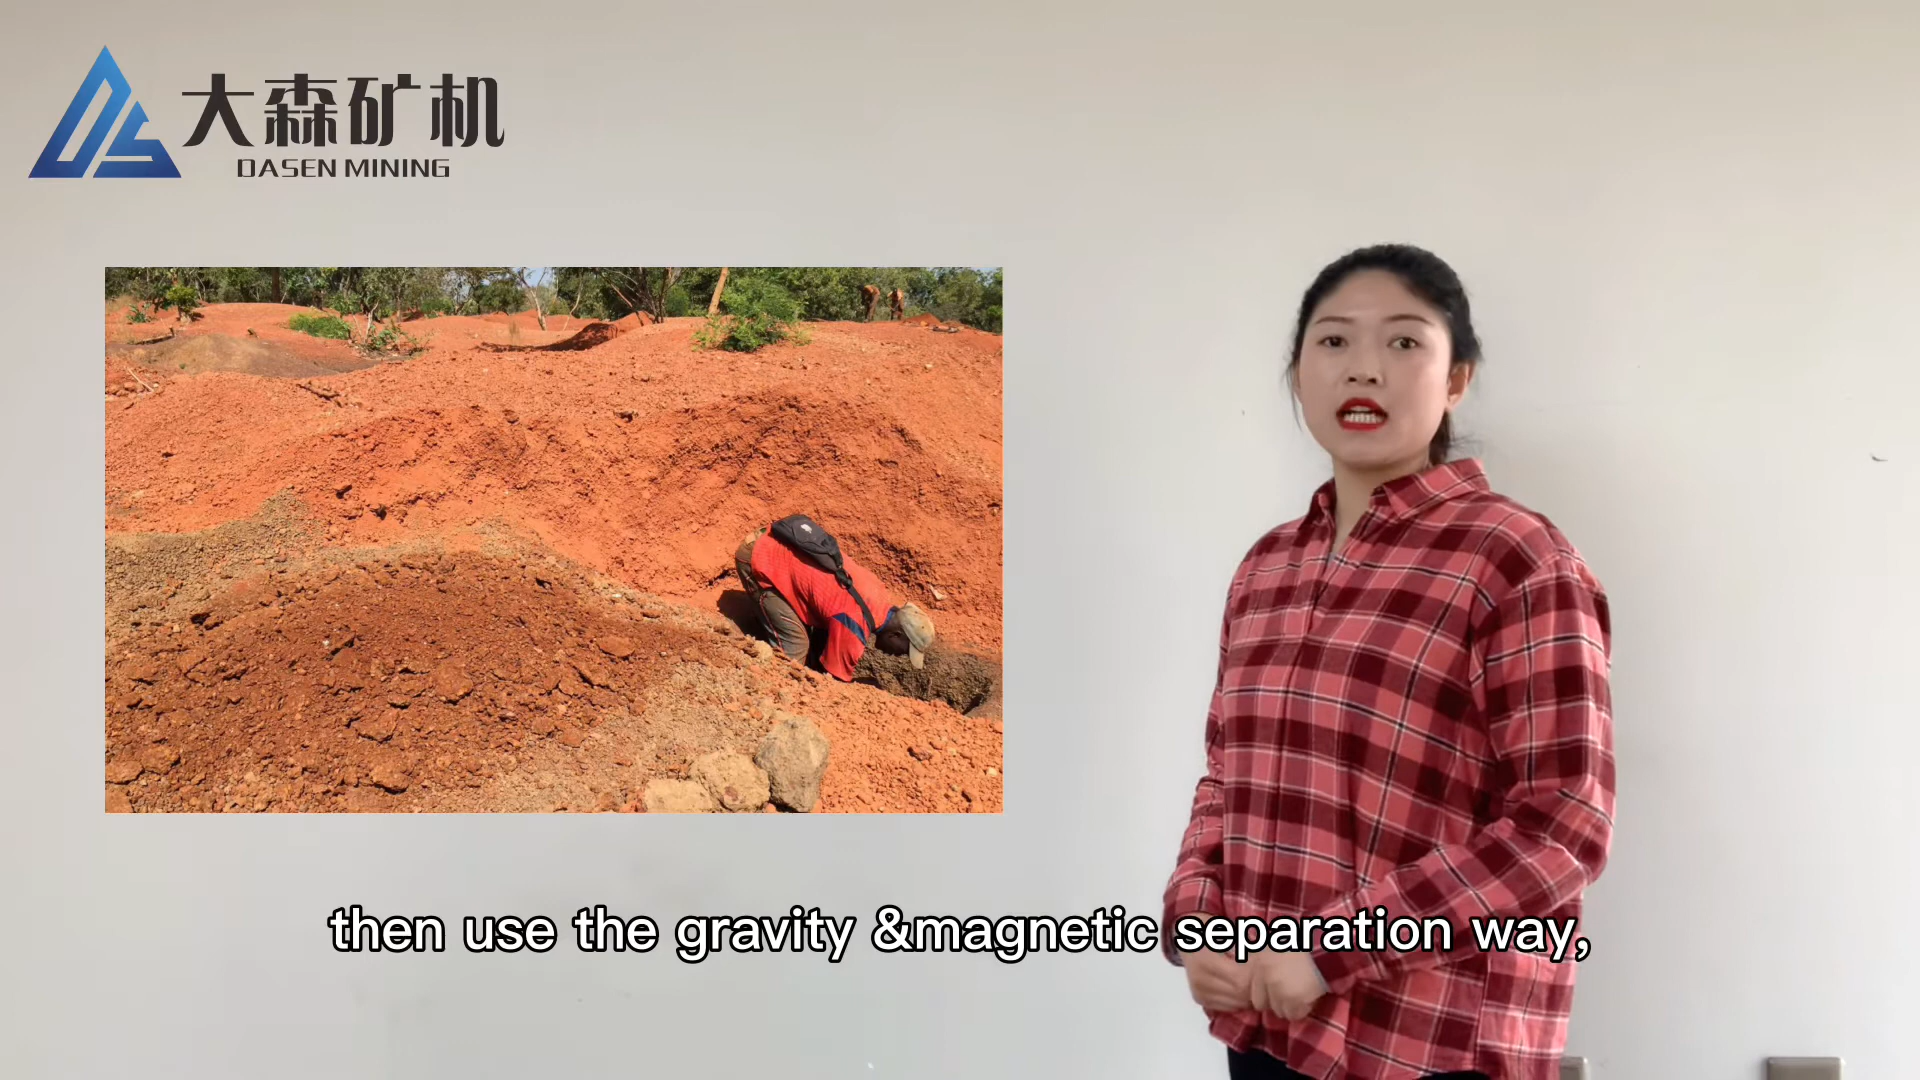 大森矿机
DASEN MINING
then use the gravity &magnetic separation way,